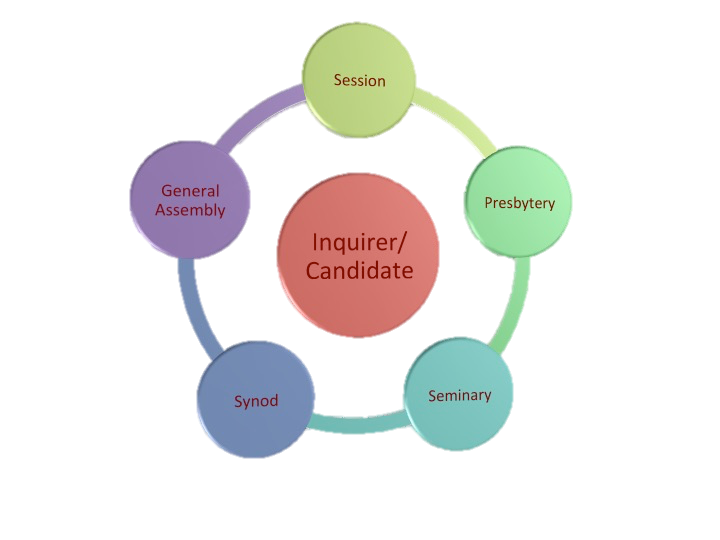 Session
General
Assembly
Presbytery
Inquirer/
Candidate
Synod
Seminary